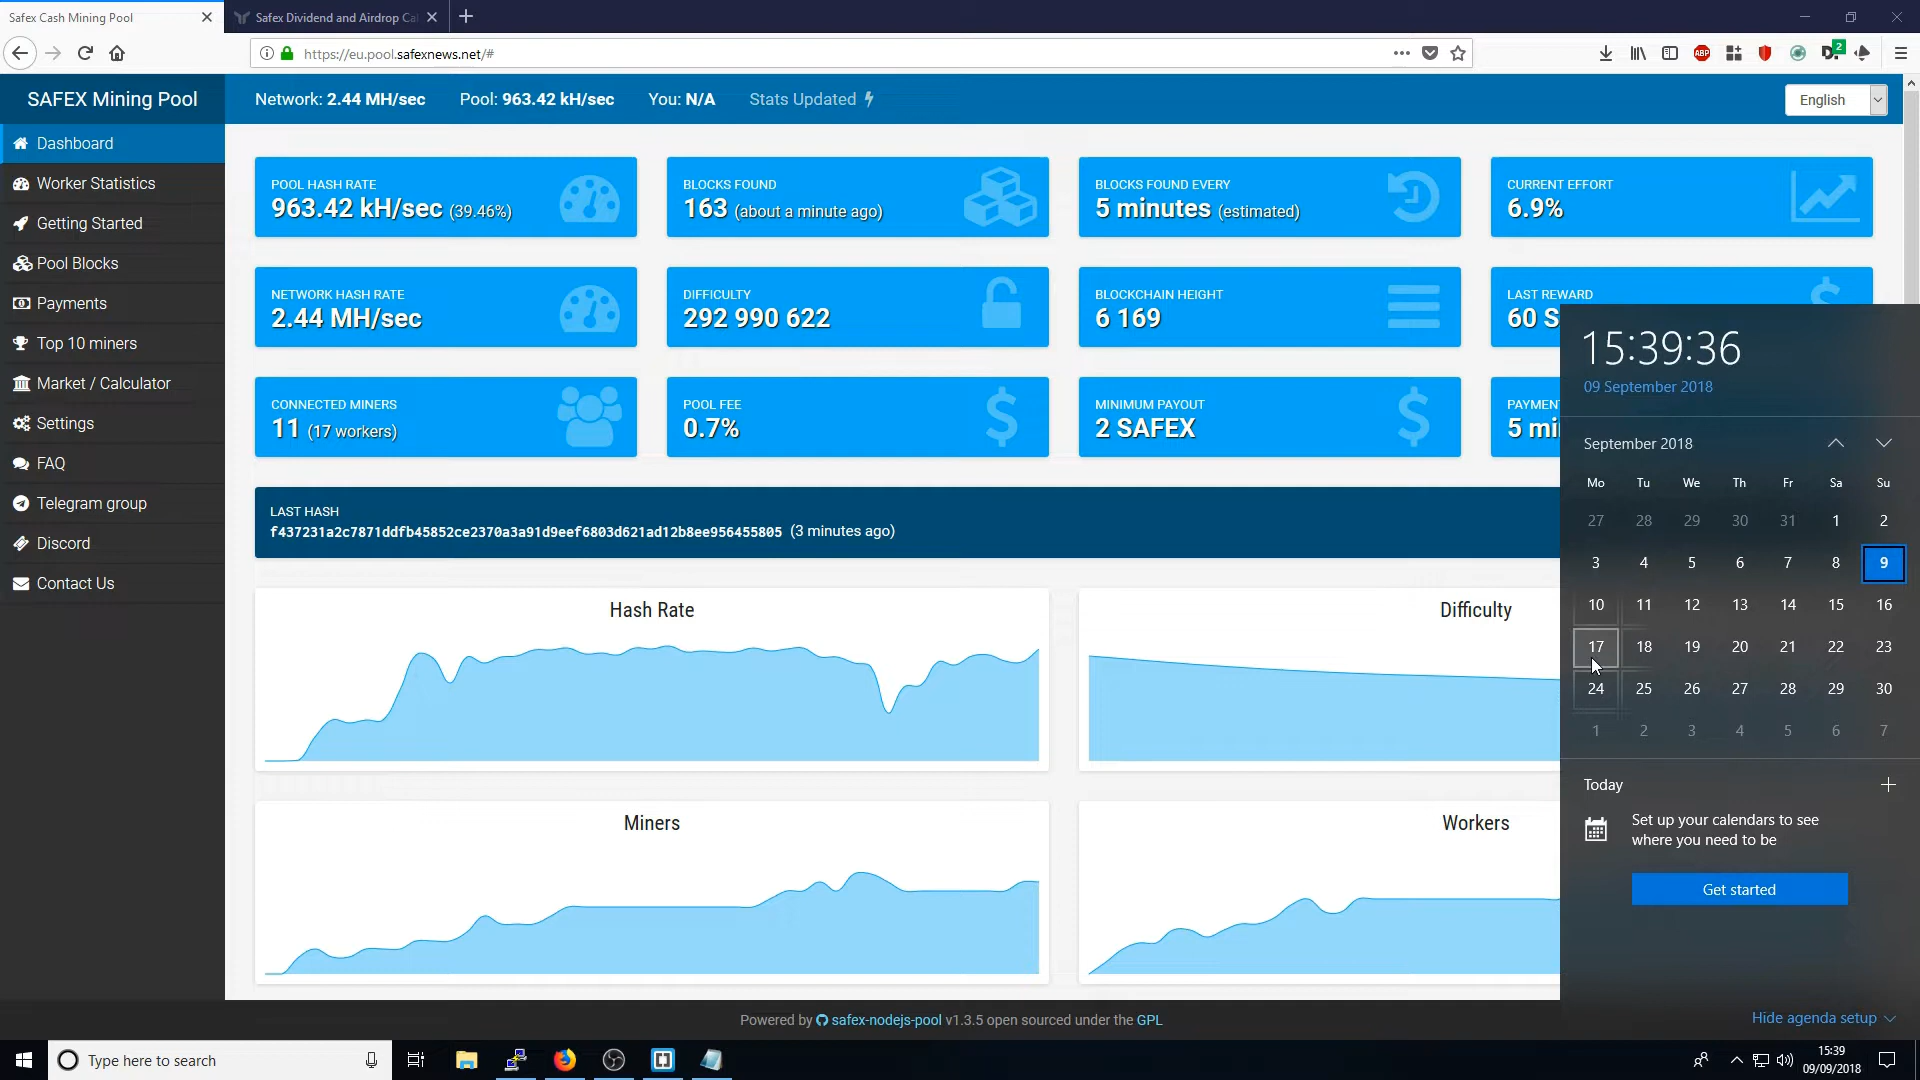 Safex Cash Mining Pool
Safex Dividend and Airdrop Ca
https://eu.pool.safexnews.net/#
ABP
2
SAFEX Mining Pool
Network: 2.44 MH/sec
Pool: 963.42 kH/sec
You: N/A
Stats Updated
English
Dashboard
Worker Statistics
Getting Started
Pool Blocks
Payments
Top 10 miners
Market / Calculator
Settings
FAQ
Telegram group
Discord
Contact Us
POOL HASH RATE
963.42 kH/sec (39.46%)
BLOCKS FOUND
163 (about a minute ago)
BLOCKS FOUND EVERY
5 minutes (estimated)
CURRENT EFFORT
6.9%
NETWORK HASH RATE
2.44 MH/sec
DIFFICULTY
292 990 622
BLOCKCHAIN HEIGHT
6 169
LAST REWARD
60 S
CONNECTED MINERS
11 (17 workers)
POOL FEE
0.7%
MINIMUM PAYOUT
2 SAFEX
PAYMEN
5 mi
LAST HASH
f437231a2c7871ddfb45852ce2370a3a91d9eef6803d621ad12b8ee956455805 (3 minutes ago)
Hash Rate
Difficulty
Miners
Workers
Powered by safex-nodejs-pool v1.3.5 open sourced under the GPL
15:39:36
09 September 2018
September 2018
Mo Tu We Th Fr Sa Su
27 28 29 30 31 1 2
3 4 5 6 7 8 9
10 11 12 13 14 15 16
17 18 19 20 21 22 23
24 25 26 27 28 29 30
1 2 3 4 5 6 7
Today
Set up your calendars to see
where you need to be
Get started
Hide agenda setup
Type here to search
15:39
09/09/2018